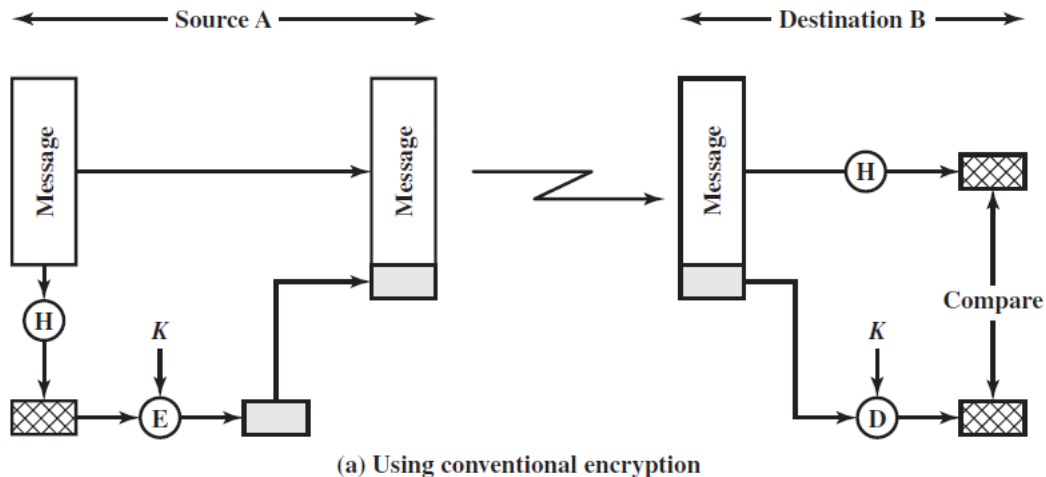 Source A
Destination B
Message
Message
Message
H
H
K
E
Compare
K
D
(a) Using conventional encryption